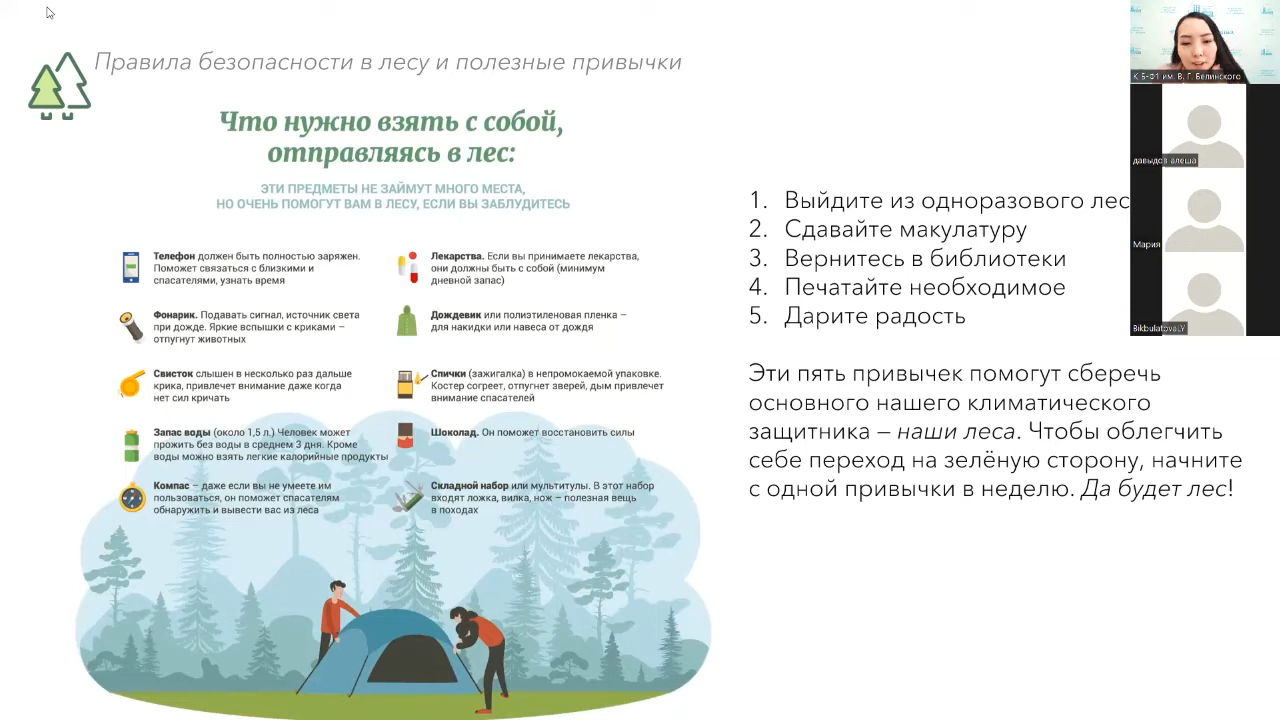 Правила безопасности в лесу и полезные привычки
Что нужно взять с собой,
отправляясь в лес:
ЭТИ ПРЕДМЕТЫ НЕ ЗАЙМУТ МНОГО МЕСТА,
НО ОЧЕНЬ ПОМОГУТ ВАМ В ЛЕСУ, ЕСЛИ ВЫ ЗАБЛУДИТЕСЬ
Телефон должен быть полностью заряжен.
Поможет связаться с близкими и
спасателями, узнать время
Фонарик. Подавать сигнал, источник света
при дожде. Яркие вспышки с криками –
отпугнут животных
Свисток слышен в несколько раз дальше
крика, привлечет внимание даже когда
нет сил кричать
Запас воды (около 1,5 л.) Человек может
прожить без воды в среднем 3 дня. Кроме
воды можно взять легкие калорийные продукты
Компас – даже если вы не умеете им
пользоваться, он поможет спасателям
обнаружить и вывести вас из леса
Лекарства. Если вы принимаете лекарства,
они должны быть с собой (минимум
дневной запас)
Дождевик или полиэтиленовая пленка –
для накидки или навеса от дождя
Спички (зажигалка) в непромокаемой упаковке.
Костер согреет, отпугнет зверей, дым привлечет
внимание спасателей
Шоколад. Он поможет восстановить силы
Складной набор или мультитулы. В этот набор
входят ложка, вилка, нож – полезная вещь
в походах
1. Выйдите из одноразового лес
2. Сдавайте макулатуру
3. Вернитесь в библиотеки
4. Печатайте необходимое
5. Дарите радость
Эти пять привычек помогут сберечь
основного нашего климатического
защитника – наши леса. Чтобы облегчить
себе переход на зелёную сторону, начните
с одной привычки в неделю. Да будет лес!
им. В. Г. Белинского
давыдов алеша
Мария
BikbulatovaLY